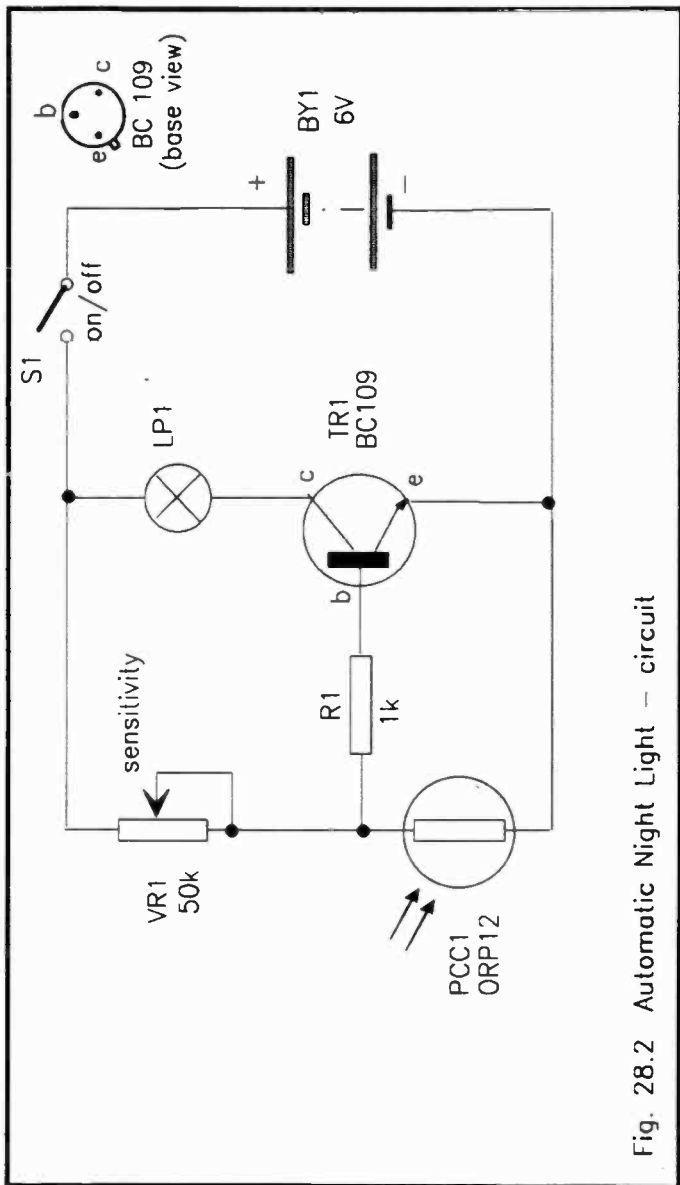 S1
on/off
b
e
c
BC 109
(base view)
sensitivity
VR1
50k
LP1
+
BY1
6V
−
c
TR1
BC109
b
e
R1
1k
PCC1
ORP12
Fig. 28.2 Automatic Night Light – circuit